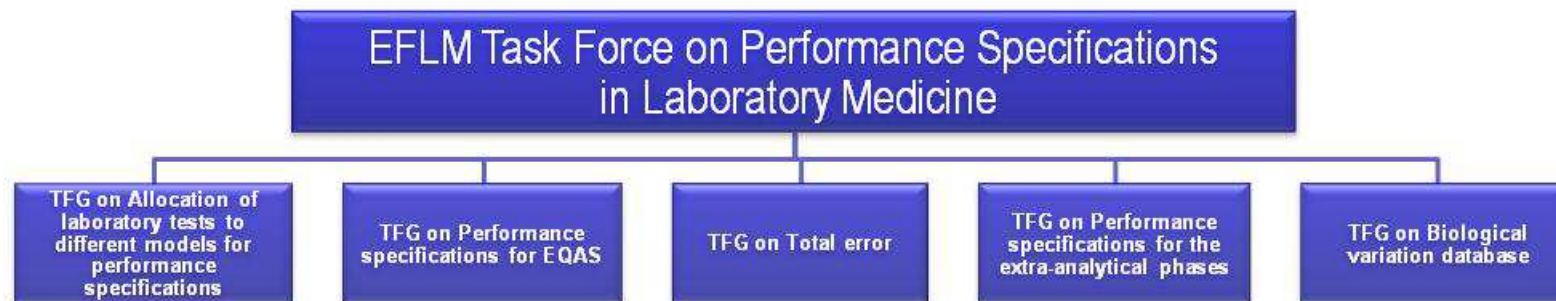 EFLM Task Force on Performance Specifications
in Laboratory Medicine
TFG on Allocation of
laboratory tests to
different models for
performance
specifications
TFG on Performance
specifications for EQAS
TFG on Total error
TFG on Performance
specifications for the
extra-analytical phases
TFG on Biological
variation database